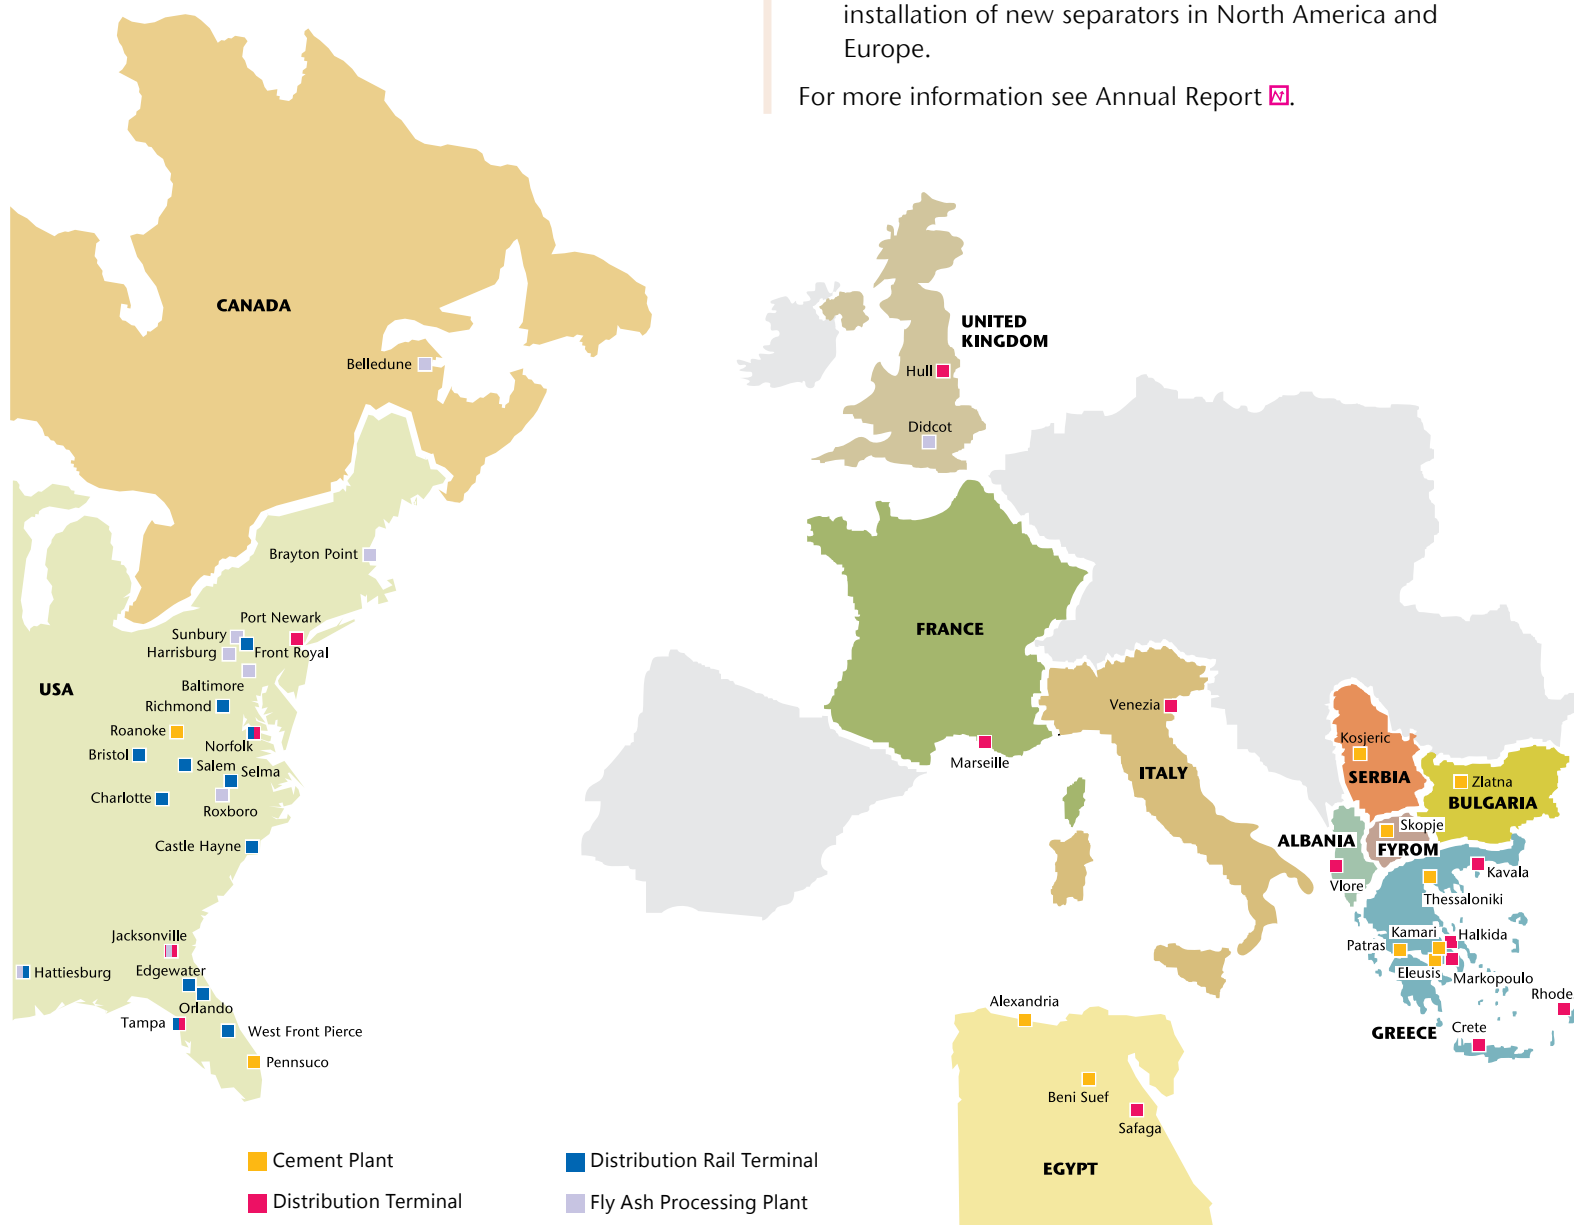 installation of new separators in North America and
Europe.
For more information see Annual Report
CANADA
Belledune
UNITED
KINGDOM
Hull
Didcot
Brayton Point
Port Newark
Sunbury
Harrisburg
Front Royal
USA
Baltimore
Richmond
Roanoke
Norfolk
Bristol
Salem
Selma
Charlotte
Roxboro
Castle Hayne
Jacksonville
Hattiesburg
Edgewater
Orlando
Tampa
West Front Pierce
Pennsuco
FRANCE
Marseille
Venezia
ITALY
Kosjeric
SERBIA
Zlatna
BULGARIA
Skopje
ALBANIA
FYROM
Vlore
Kavala
Thessaloniki
Kamari
Halkida
Patras
Eleusis
Markopoulo
Rhode
GREECE
Crete
Alexandria
Beni Suef
Safaga
EGYPT
Cement Plant
Distribution Rail Terminal
Distribution Terminal
Fly Ash Processing Plant